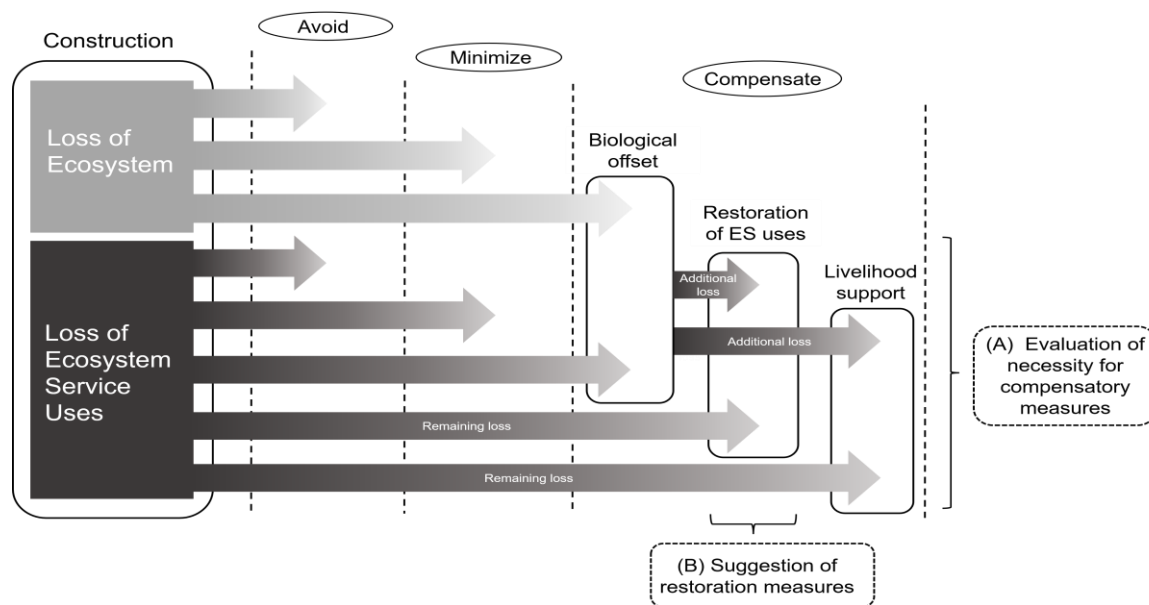 Construction
Avoid
Minimize
Compensate
Loss of
Ecosystem
Biological
offset
Restoration
of ES uses
Livelihood
support
Loss of
Ecosystem
Service
Uses
Additional
loss
Additional loss
Remaining loss
Remaining loss
(A) Evaluation of
necessity for
compensatory
measures
(B) Suggestion of
restoration measures